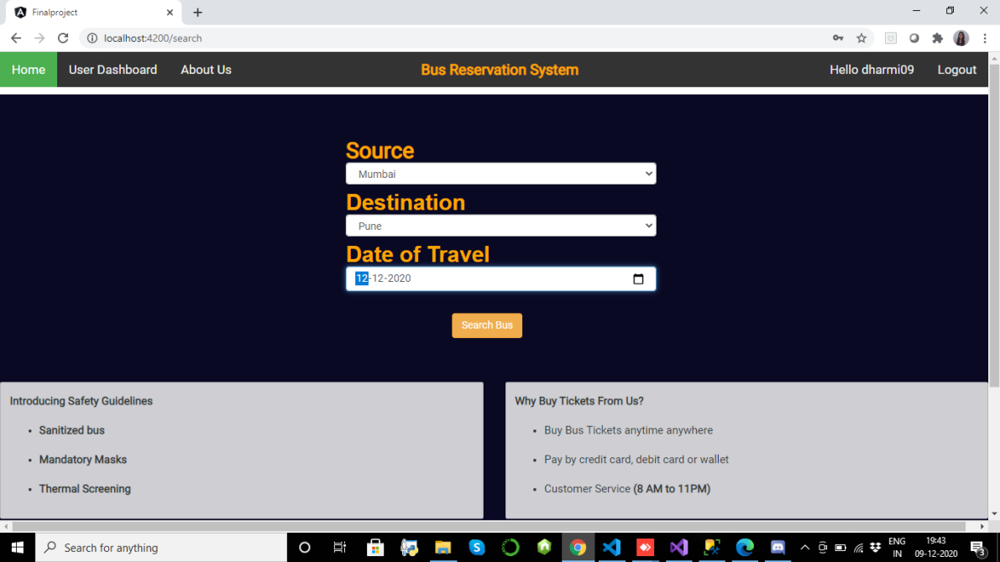 Finalproject
localhost:4200/search
Home User Dashboard About Us Bus Reservation System Hello dharmi09 Logout
Source
Mumbai
Destination
Pune
Date of Travel
12-12-2020
Search Bus
Introducing Safety Guidelines
• Sanitized bus
• Mandatory Masks
• Thermal Screening
Why Buy Tickets From Us?
• Buy Bus Tickets anytime anywhere
• Pay by credit card, debit card or wallet
• Customer Service (8 AM to 11PM)
Search for anything
ENG
IN
19:43
09-12-2020
3